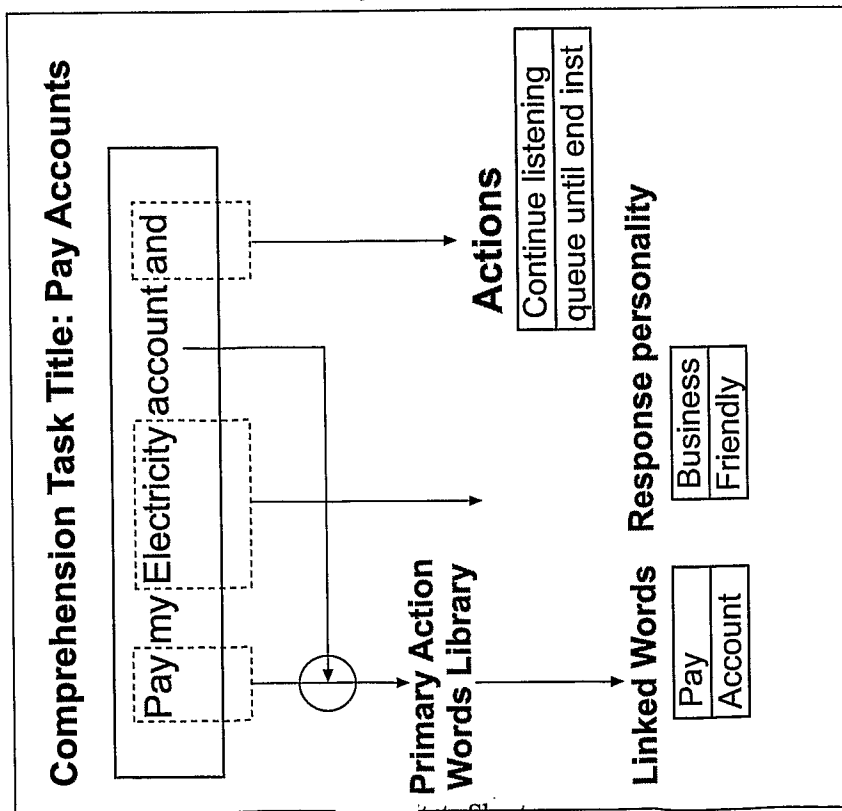 Comprehension Task Title: Pay Accounts
Pay my Electricity account and
Primary Action
Words Library
Actions
Continue listening
queue until end inst
Linked Words
Pay
Account
Response personality
Business
Friendly